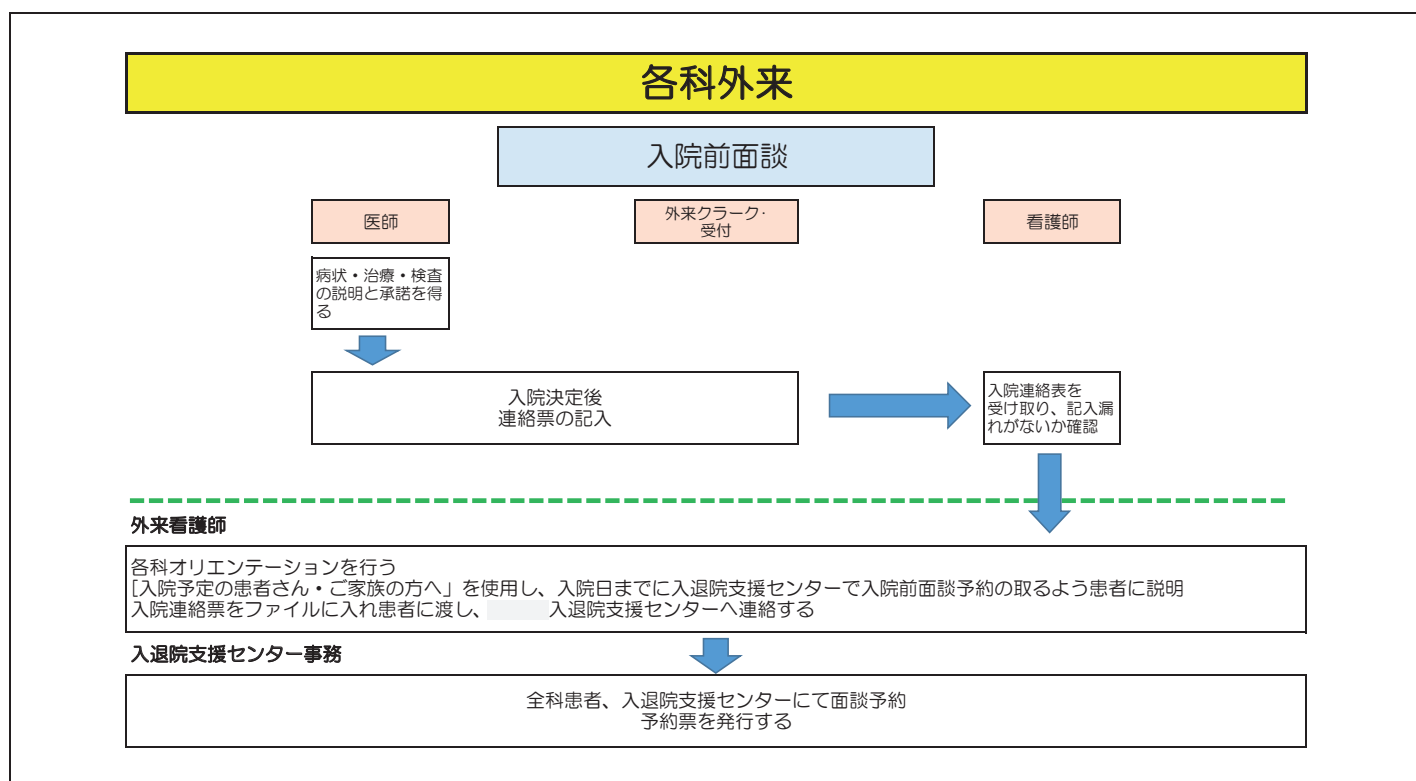 各科外来
入院前面談
医師
外来クラーク・
受付
看護師
病状・治療・検査
の説明と承諾を得
る
入院決定後
連絡票の記入
入院連絡表を
受け取り、記入漏
れがないか確認
外来看護師
各科オリエンテーションを行う
[入院予定の患者さん・ご家族の方へ」を使用し、入院日までに入退院支援センターで入院前面談予約の取るよう患者に説明
入院連絡票をファイルに入れ患者に渡し、 入退院支援センターへ連絡する
入退院支援センター事務
全科患者、入退院支援センターにて面談予約
予約票を発行する